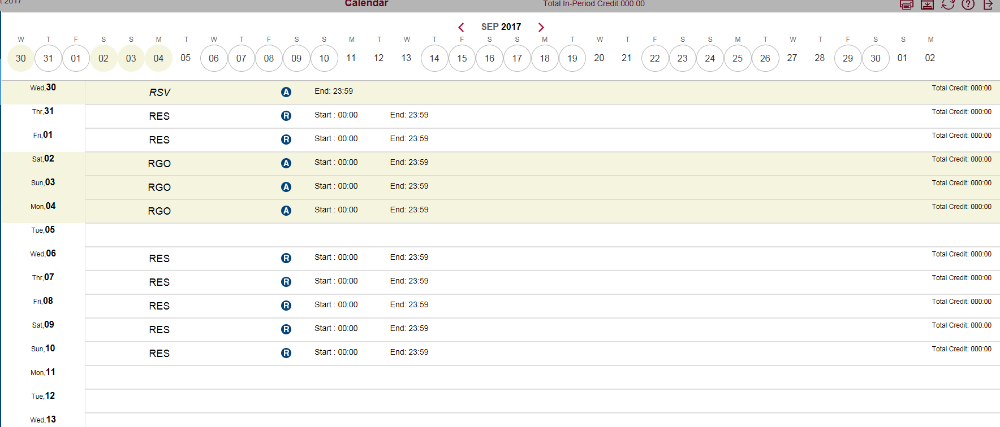 t 2017 Calendar Total In-Period Credit:000:00
SEP 2017
W T F S S M T W T F S S M T W T F S S M T W T F S S M T W T F S S M
30 31 01 02 03 04 05 06 07 08 09 10 11 12 13 14 15 16 17 18 19 20 21 22 23 24 25 26 27 28 29 30 01 02
Wed,30 RSV A End: 23:59 Total Credit: 000:00
Thr,31 RES R Start : 00:00 End: 23:59 Total Credit: 000:00
Fri,01 RES R Start : 00:00 End: 23:59 Total Credit: 000:00
Sat,02 RGO A Start : 00:00 End: 23:59 Total Credit: 000:00
Sun,03 RGO A Start : 00:00 End: 23:59 Total Credit: 000:00
Mon,04 RGO A Start : 00:00 End: 23:59 Total Credit: 000:00
Tue,05
Wed,06 RES R Start : 00:00 End: 23:59 Total Credit: 000:00
Thr,07 RES R Start : 00:00 End: 23:59 Total Credit: 000:00
Fri,08 RES R Start : 00:00 End: 23:59 Total Credit: 000:00
Sat,09 RES R Start : 00:00 End: 23:59 Total Credit: 000:00
Sun,10 RES R Start : 00:00 End: 23:59 Total Credit: 000:00
Mon,11
Tue,12
Wed,13